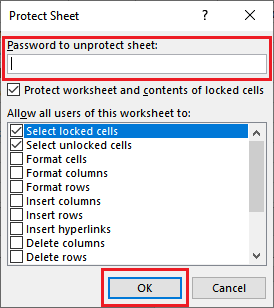 Protect Sheet
Password to unprotect sheet:
Protect worksheet and contents of locked cells
Allow all users of this worksheet to:
Select locked cells
Select unlocked cells
Format cells
Format columns
Format rows
Insert columns
Insert rows
Insert hyperlinks
Delete columns
Delete rows
OK Cancel